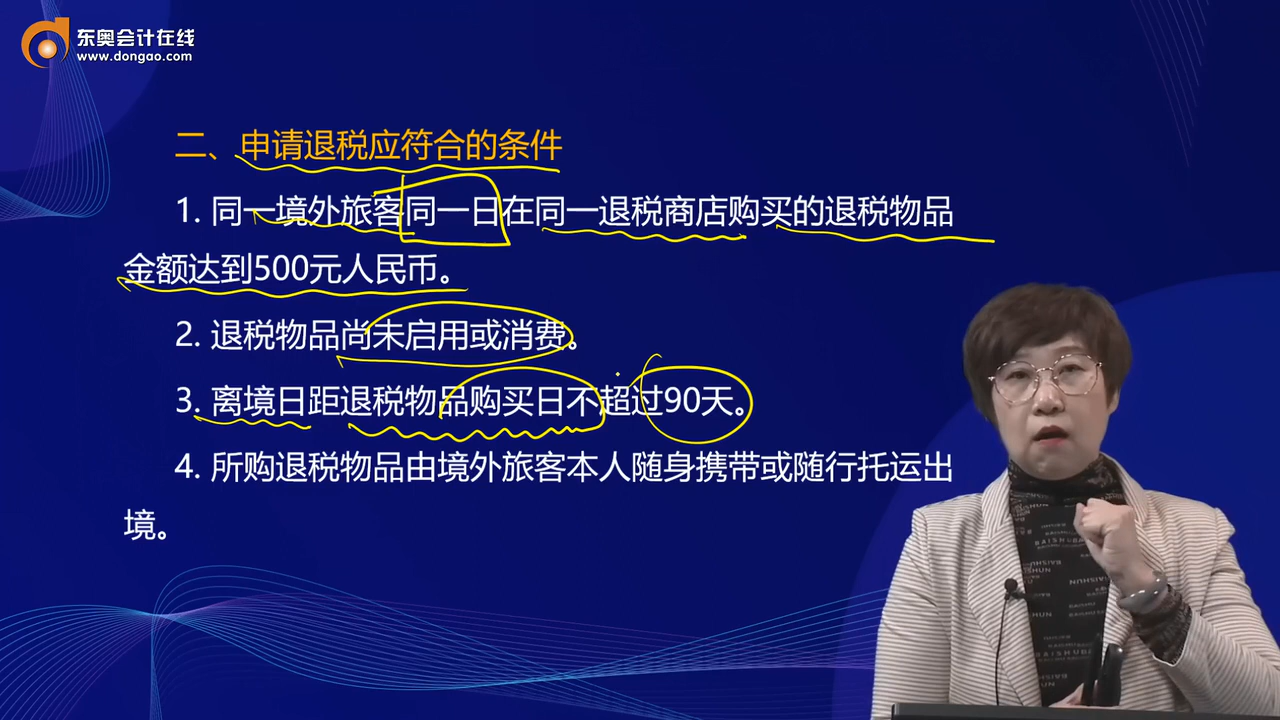 东奥会计在线
www.dongao.com
二、申请退税应符合的条件
1. 同一境外旅客同一日在同一退税商店购买的退税物品
金额达到500元人民币。
2. 退税物品尚未启用或消费。
3. 离境日距退税物品购买日不超过90天。
4. 所购退税物品由境外旅客本人随身携带或随行托运出
境。